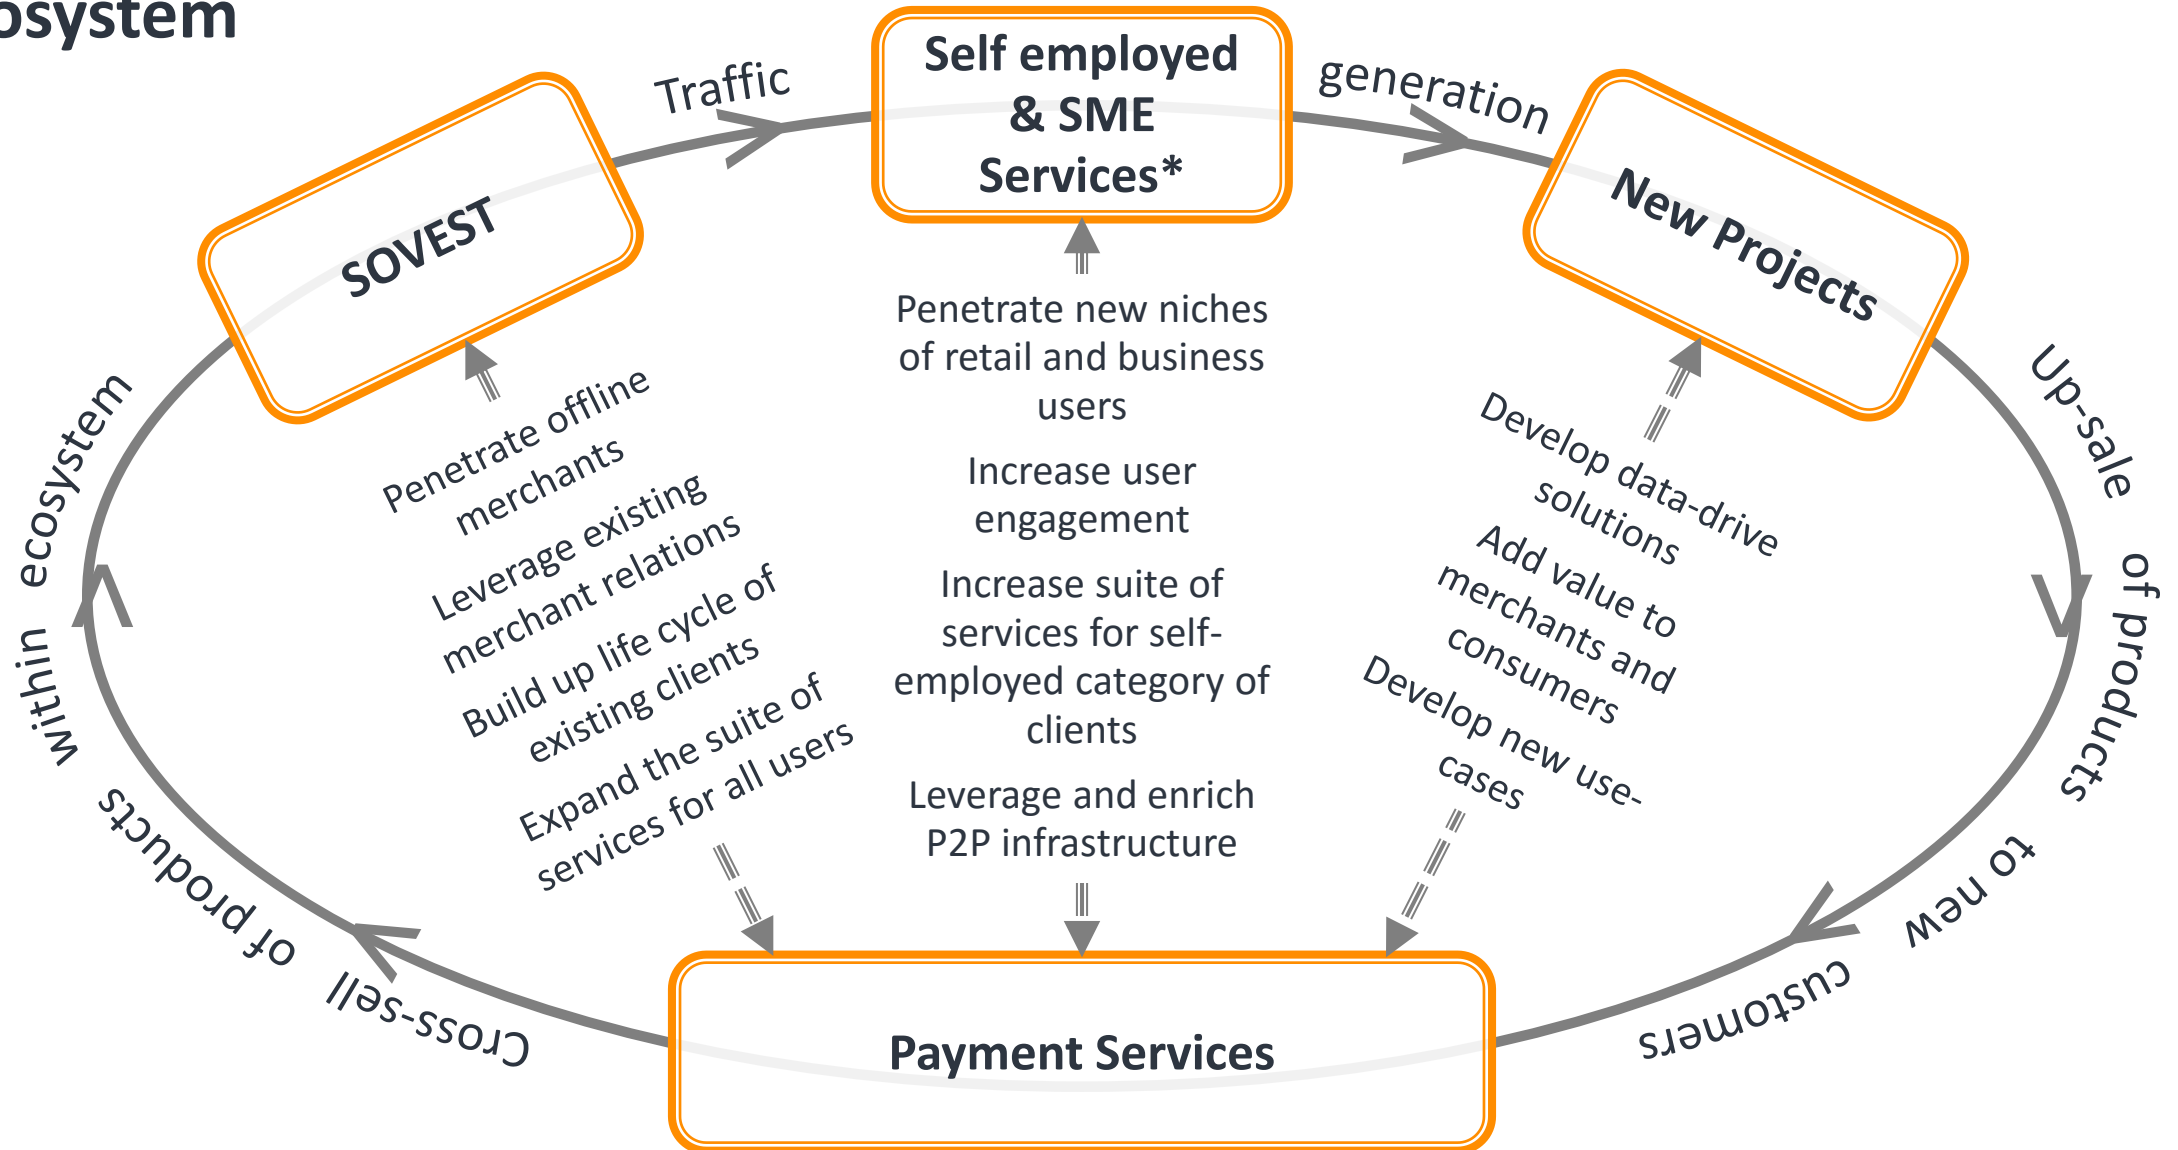 osystem
Traffic
Self employed
& SME
Services*
generation
SOVEST
New Projects
Penetrate offline
merchants
Leverage existing
merchant relations
Build up life cycle of
existing clients
Expand the suite of
services for all users
Penetrate new niches
of retail and business
users
Increase user
engagement
Increase suite of
services for self-
employed category of
clients
Leverage and enrich
P2P infrastructure
Develop data-drive
solutions
Add value to
merchants and
consumers
Develop new use-
cases
Up-sale of products to new customers
Payment Services
Cross-sell of products within ecosystem